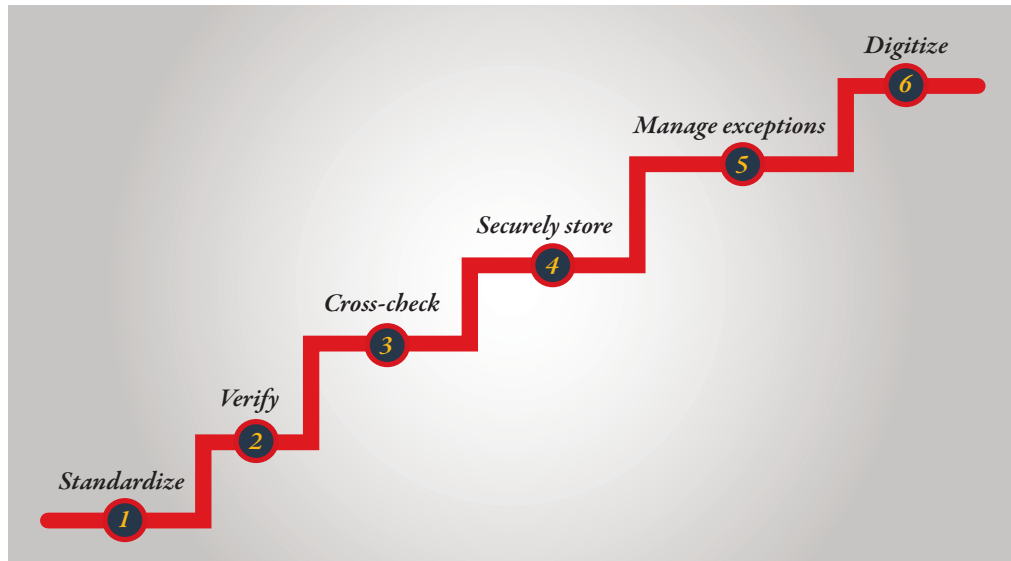 Digitize
6
Manage exceptions
5
Securely store
4
Cross-check
3
Verify
2
Standardize
1